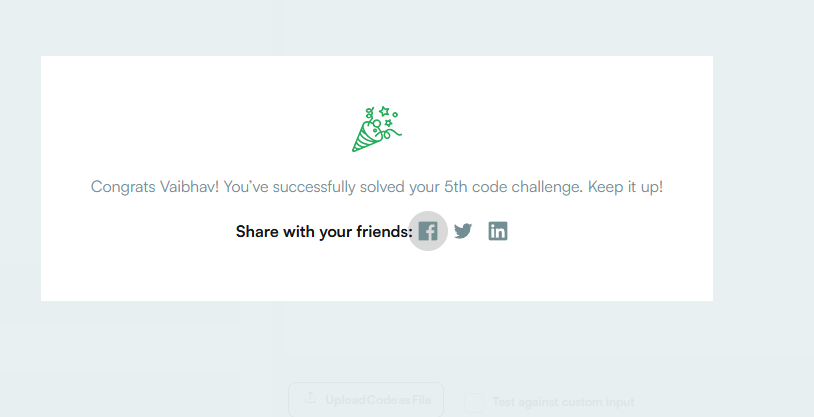 Congrats Vaibhav! You've successfully solved your 5th code challenge. Keep it up!
Share with your friends:
Upload Code as File
Test against custom input